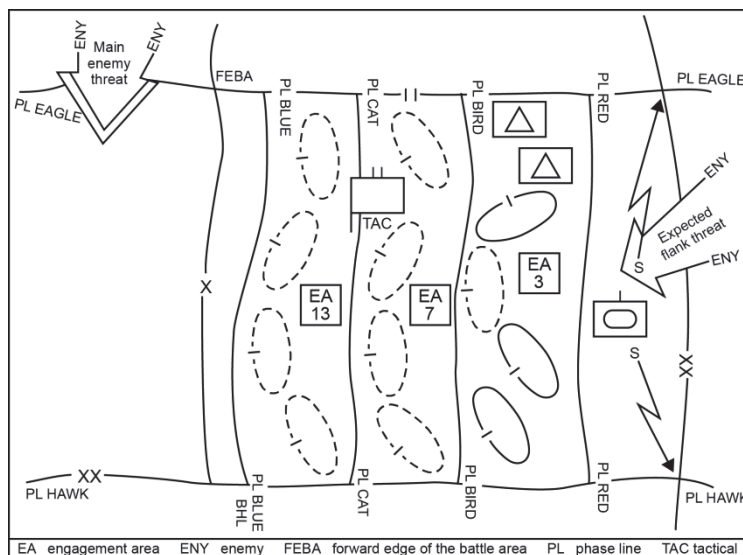 ENY
ENY
Main
enemy
threat
FEBA
PL EAGLE
PL BLUE
PL CAT
PL BIRD
PL RED
PL EAGLE
TAC
ENY
Expected
flank threat
ENY
S
X
EA
13
EA
7
EA
3
S
XX
XX
PL HAWK
PL BLUE
BHL
PL CAT
PL BIRD
PL RED
PL HAWK
EA engagement area ENY enemy FEBA forward edge of the battle area PL phase line TAC tactical